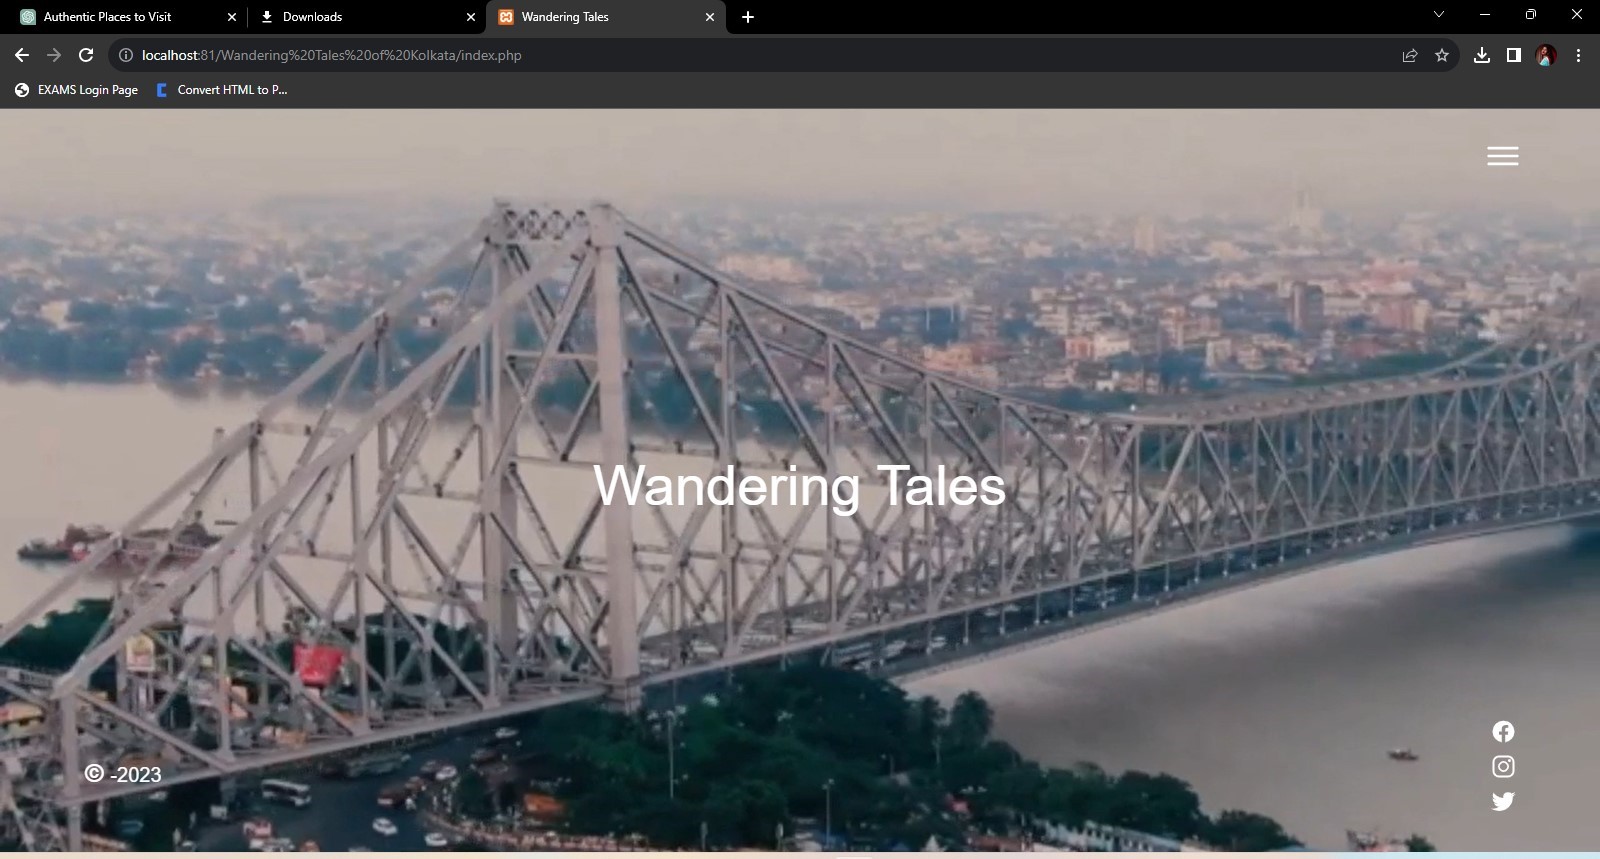 Authentic Places to Visit
Downloads
Wandering Tales
localhost:81/Wandering%20Tales%20of%20Kolkata/index.php
EXAMS Login Page
Convert HTML to P...
Wandering Tales
© -2023